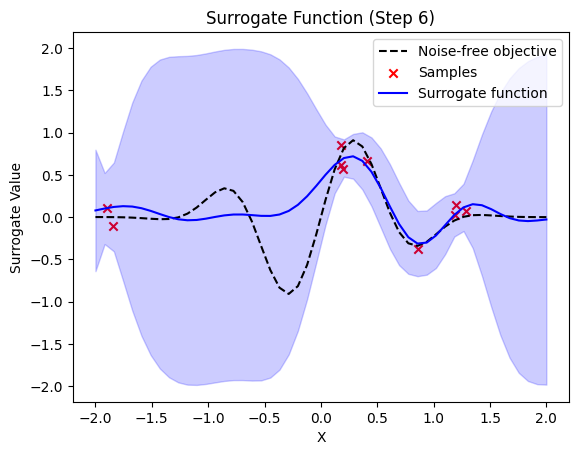 Surrogate Function (Step 6)
Noise-free objective
Samples
Surrogate function
Surrogate Value
2.0
1.5
1.0
0.5
0.0
−0.5
−1.0
−1.5
−2.0
−2.0 −1.5 −1.0 −0.5 0.0 0.5 1.0 1.5 2.0
X